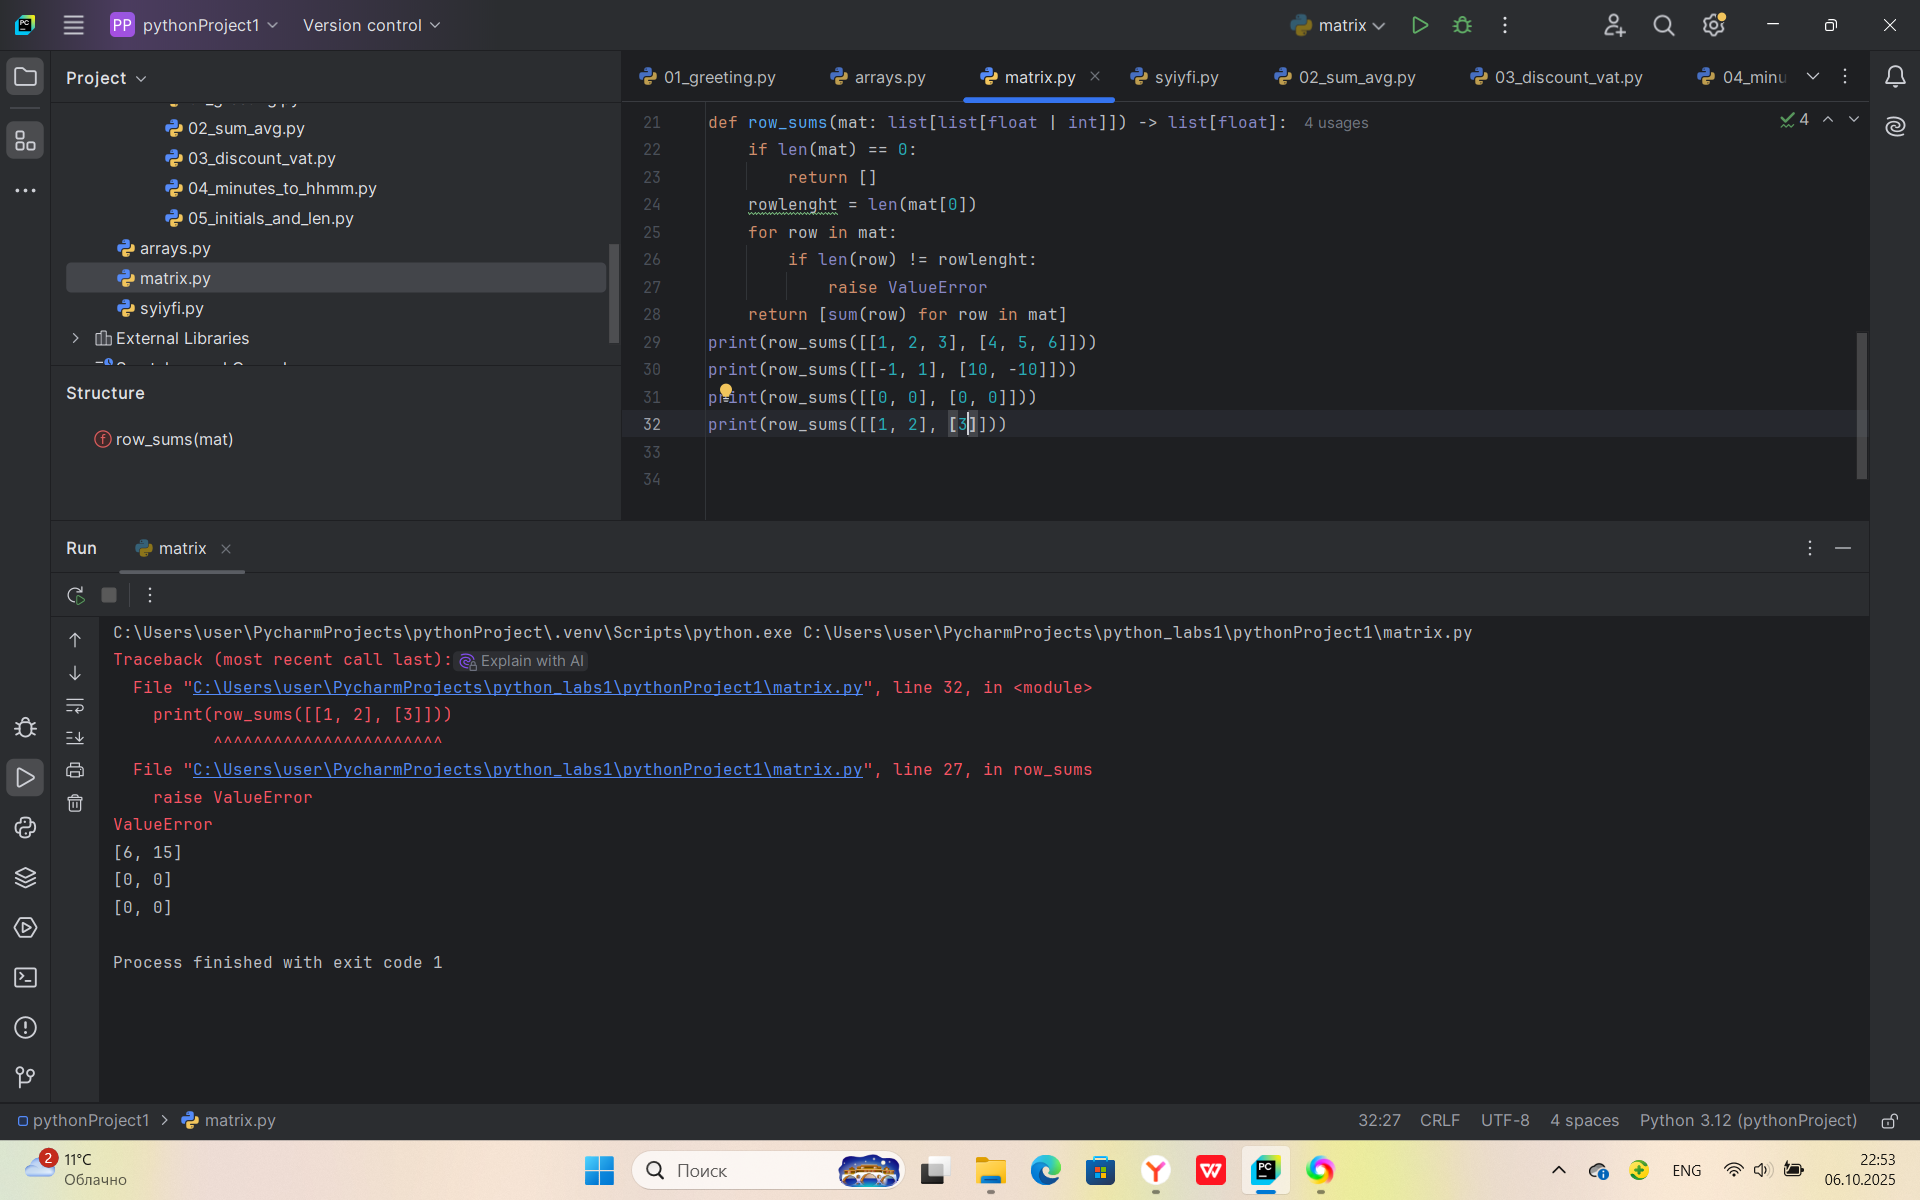 PP pythonProject1 Version control matrix
Project
02_sum_avg.py
03_discount_vat.py
04_minutes_to_hhmm.py
05_initials_and_len.py
arrays.py
matrix.py
syiyfi.py
External Libraries
Structure
row_sums(mat)
01_greeting.py arrays.py matrix.py syiyfi.py 02_sum_avg.py 03_discount_vat.py 04_minu
4
21 def row_sums(mat: list[list[float | int]]) -> list[float]: 4 usages
22 if len(mat) == 0:
23 return []
24 rowlenght = len(mat[0])
25 for row in mat:
26 if len(row) != rowlenght:
27 raise ValueError
28 return [sum(row) for row in mat]
29 print(row_sums([[1, 2, 3], [4, 5, 6]]))
30 print(row_sums([[-1, 1], [10, -10]]))
31 print(row_sums([[0, 0], [0, 0]]))
32 print(row_sums([[1, 2], [3]]))
33
34
Run matrix
C:\Users\user\PycharmProjects\pythonProject\.venv\Scripts\python.exe C:\Users\user\PycharmProjects\python_labs1\pythonProject1\matrix.py
Traceback (most recent call last): Explain with AI
File "C:\Users\user\PycharmProjects\python_labs1\pythonProject1\matrix.py", line 32, in <module>
print(row_sums([[1, 2], [3]]))
^^^^^^^^^^^^^^^^^^^^^^^
File "C:\Users\user\PycharmProjects\python_labs1\pythonProject1\matrix.py", line 27, in row_sums
raise ValueError
ValueError
[6, 15]
[0, 0]
[0, 0]
Process finished with exit code 1
pythonProject1 > matrix.py 32:27 CRLF UTF-8 4 spaces Python 3.12 (pythonProject)
2 11°C
Облачно
Поиск
ENG
22:53
06.10.2025